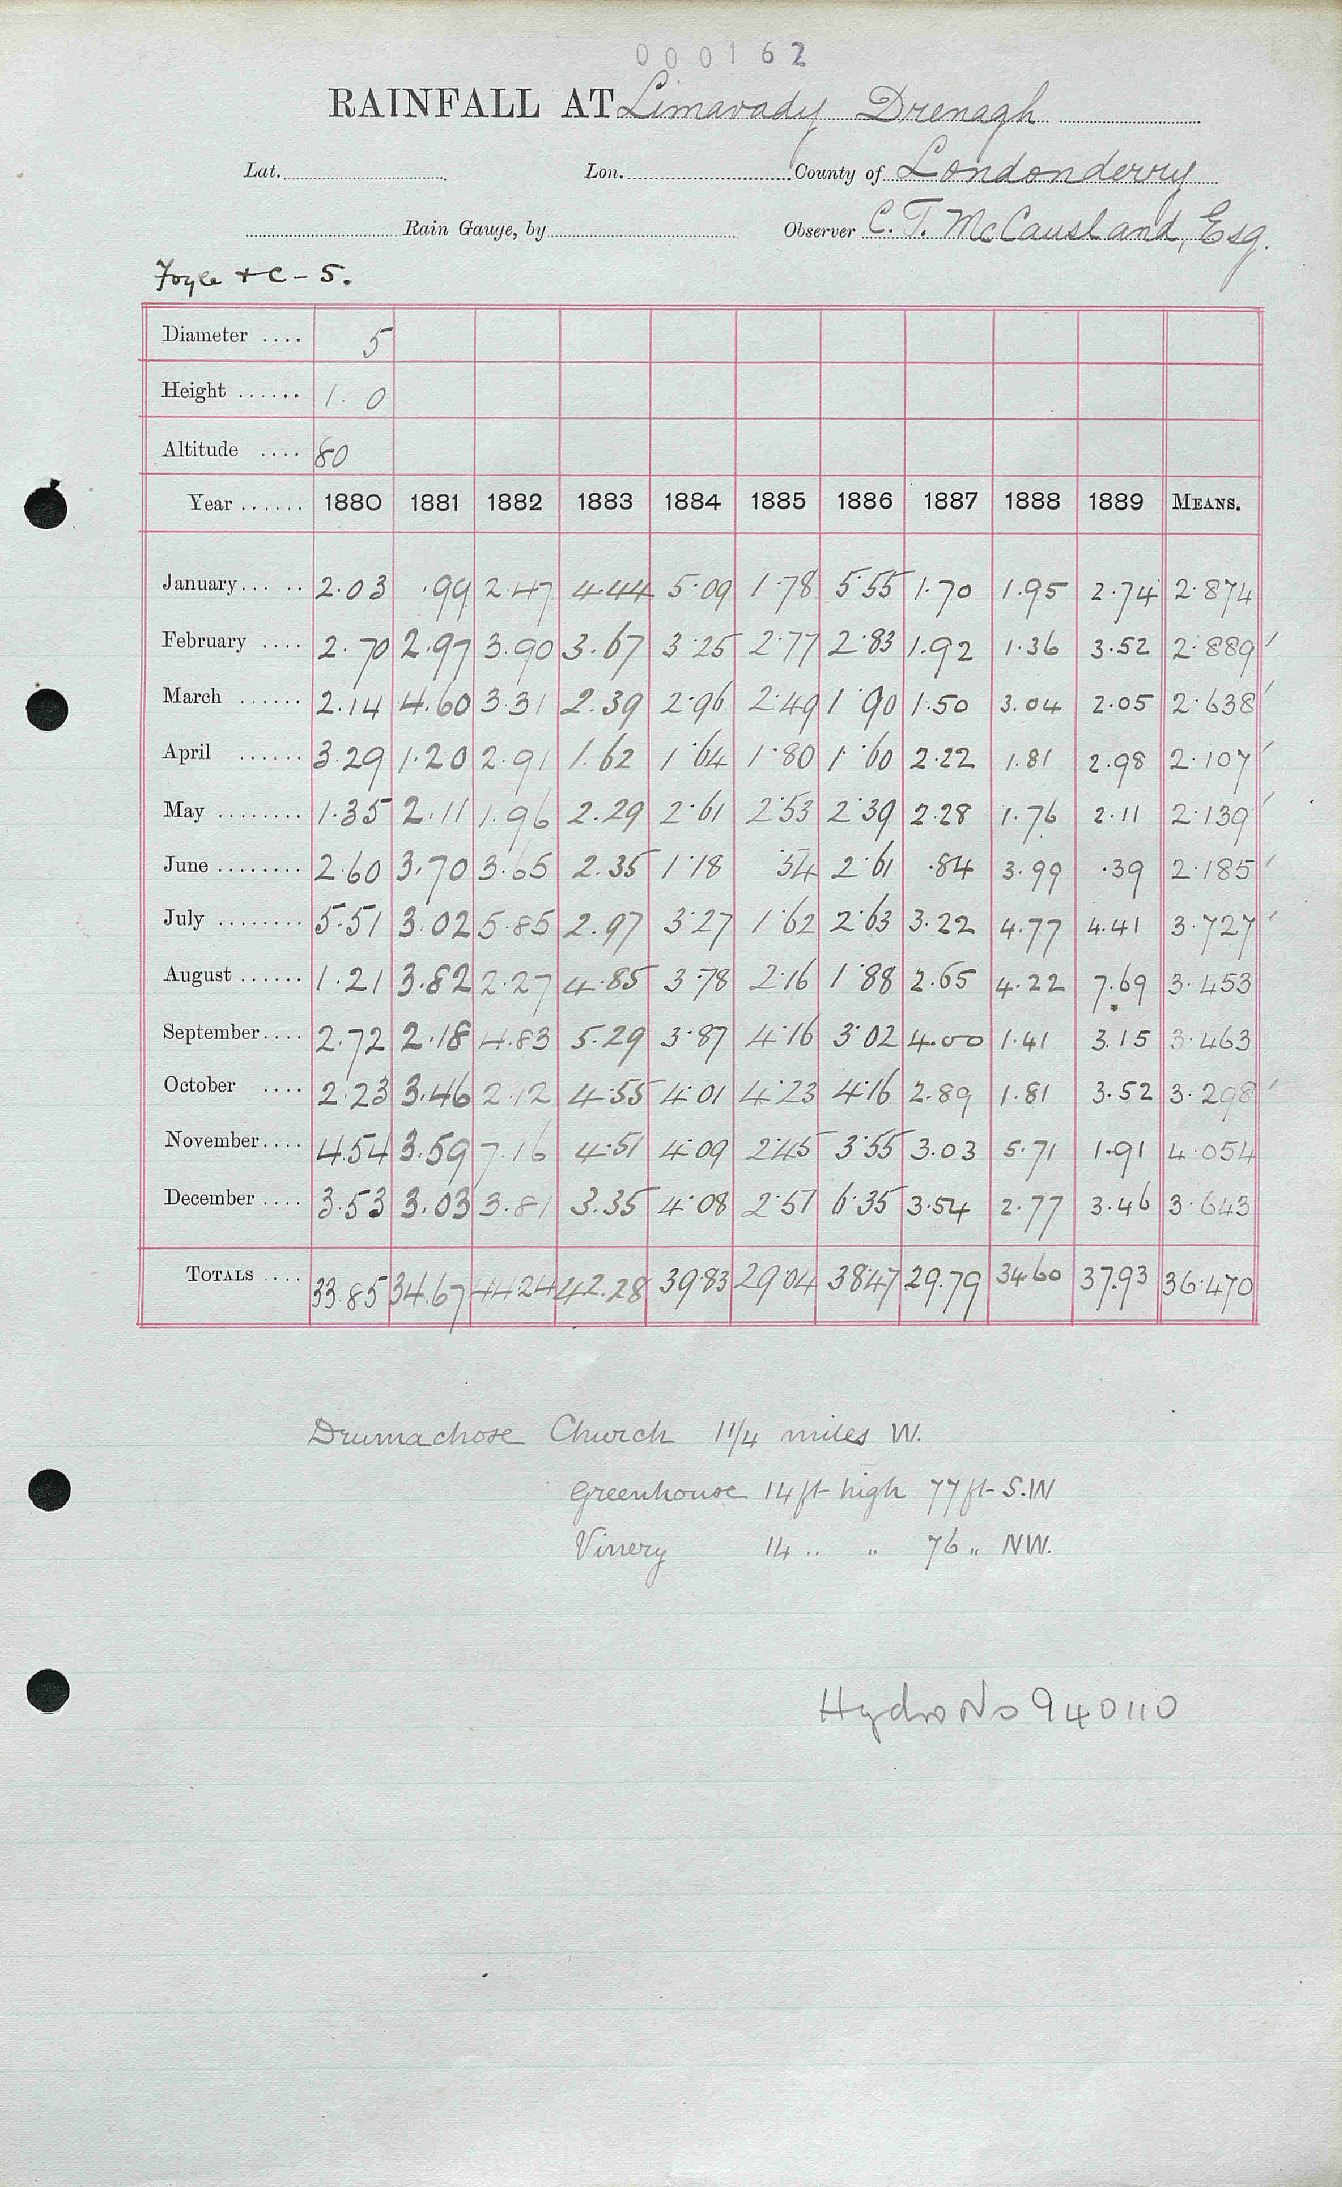 000162
RAINFALL AT Limavady Drenagh
Lat. Lon. County of Londonderry
Rain Gauge, by Observer C. T. McCausland, Esq.
Foyle + C - 5.
Diameter .... 5
Height ...... 1. 0
Altitude .... 80
Year ...... 1880 1881 1882 1883 1884 1885 1886 1887 1888 1889 MEANS.
January... .. 2.03 .99 2.47 4.44 5.09 1.78 5.55 1.70 1.95 2.74 2.874
February .... 2.70 2.97 3.90 3.67 3.25 2.77 2.83 1.92 1.36 3.52 2.889
March ...... 2.14 4.60 3.31 2.39 2.96 2.49 1.90 1.50 3.04 2.05 2.638
April ...... 3.29 1.20 2.91 1.62 1.64 1.80 1.60 2.22 1.81 2.98 2.107
May ........ 1.35 2.11 1.96 2.29 2.61 2.53 2.39 2.28 1.76 2.11 2.139
June ........ 2.60 3.70 3.65 2.35 1.18 .54 2.61 .84 3.99 .39 2.185
July ........ 5.51 3.02 5.85 2.97 3.27 1.62 2.63 3.22 4.77 4.41 3.727
August ...... 1.21 3.82 2.27 4.85 3.78 2.16 1.88 2.65 4.22 7.69 3.453
September.... 2.72 2.18 4.83 5.29 3.87 4.16 3.02 4.00 1.41 3.15 3.463
October .... 2.23 3.46 2.12 4.55 4.01 4.23 4.16 2.89 1.81 3.52 3.298
November.... 4.54 3.59 7.16 4.51 4.09 2.45 3.55 3.03 5.71 1.91 4.054
December .... 3.53 3.03 3.81 3.35 4.08 2.51 6.35 3.54 2.77 3.46 3.643
TOTALS .... 33.85 34.67 44.24 42.28 39.83 29.04 38.47 29.79 34.60 37.93 36.470
Drumachose Church 1 1/4 miles W.
Greenhouse 14 ft high 77 ft S.W
Vinery 14 " " 76 " NW.
Hydro No 940110